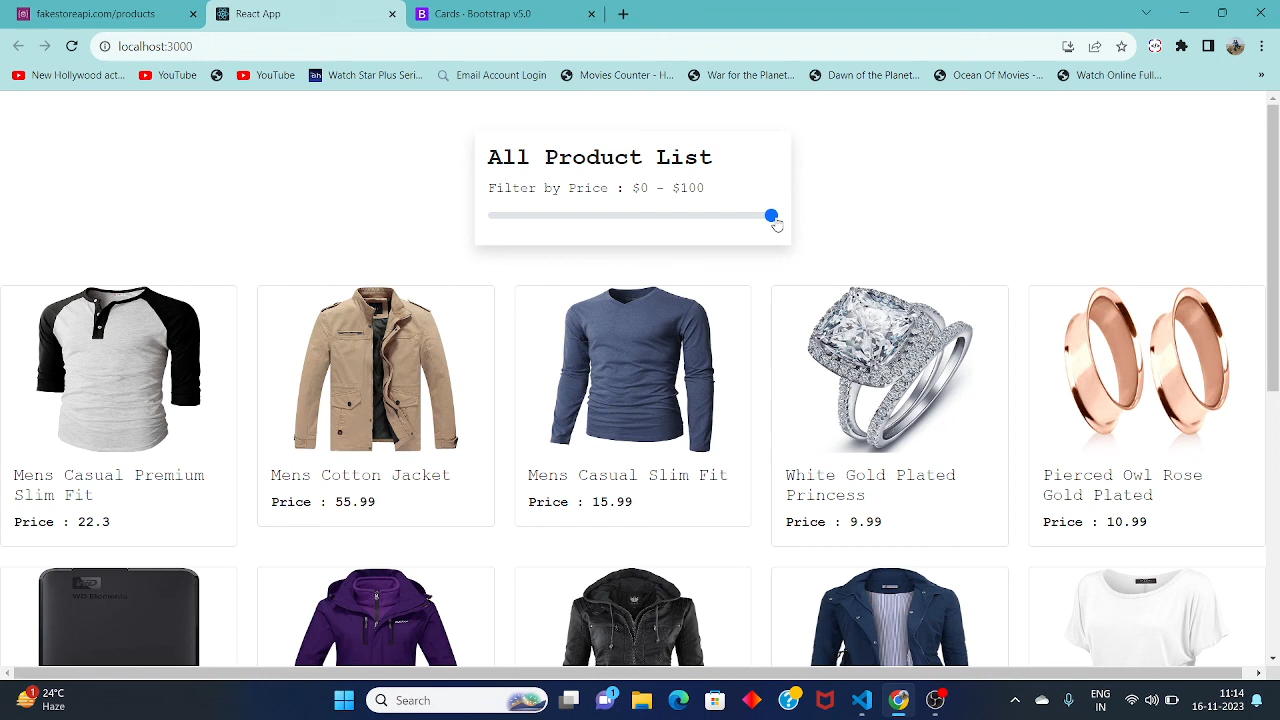 fakestoreapi.com/products
React App
Cards · Bootstrap v5.0
localhost:3000
New Hollywood act...
YouTube
YouTube
Watch Star Plus Seri...
Email Account Login
Movies Counter - H...
War for the Planet...
Dawn of the Planet...
Ocean Of Movies -...
Watch Online Full...
»
All Product List
Filter by Price : $0 - $100
Mens Casual Premium
Slim Fit
Price : 22.3
Mens Cotton Jacket
Price : 55.99
Mens Casual Slim Fit
Price : 15.99
White Gold Plated
Princess
Price : 9.99
Pierced Owl Rose
Gold Plated
Price : 10.99
WD Elements
1
24°C
Haze
Search
1
ENG
IN
11:14
16-11-2023